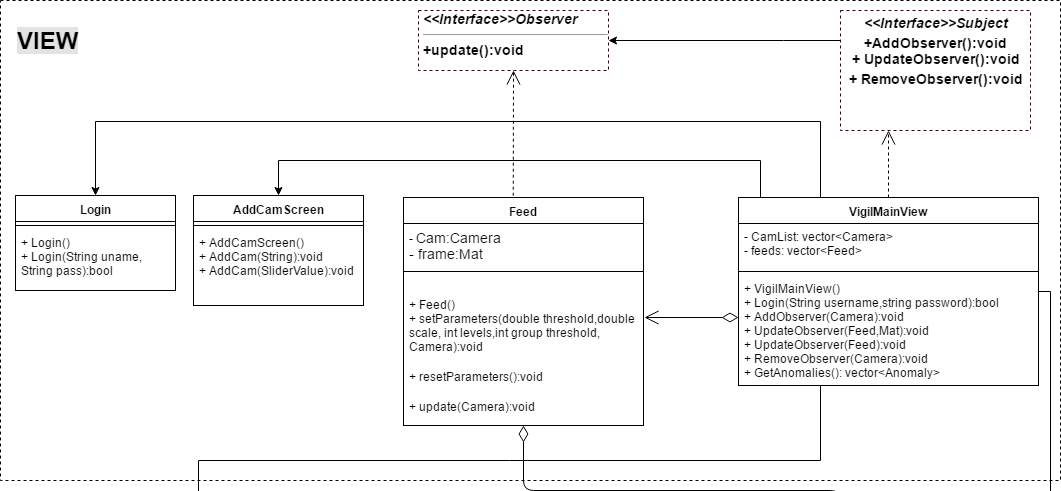 VIEW
<<Interface>>Observer
+update():void
<<Interface>>Subject
+AddObserver():void
+ UpdateObserver():void
+ RemoveObserver():void
Login
+ Login()
+ Login(String uname,
String pass):bool
AddCamScreen
+ AddCamScreen()
+ AddCam(String):void
+ AddCam(SliderValue):void
Feed
- Cam:Camera
- frame:Mat
+ Feed()
+ setParameters(double threshold,double
scale, int levels,int group threshold,
Camera):void
+ resetParameters():void
+ update(Camera):void
VigilMainView
- CamList: vector<Camera>
- feeds: vector<Feed>
+ VigilMainView()
+ Login(String username,string password):bool
+ AddObserver(Camera):void
+ UpdateObserver(Feed,Mat):void
+ UpdateObserver(Feed):void
+ RemoveObserver(Camera):void
+ GetAnomalies(): vector<Anomaly>